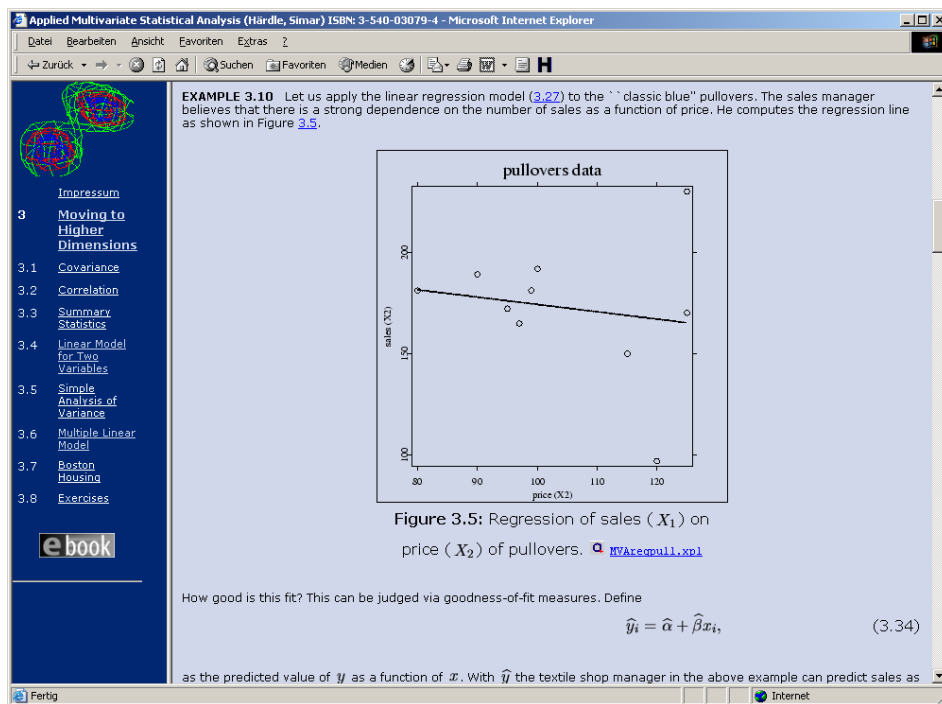 Applied Multivariate Statistical Analysis (Härdle, Simar) ISBN: 3-540-03079-4 - Microsoft Internet Explorer
Datei Bearbeiten Ansicht Favoriten Extras ?
Zurück Suchen Favoriten Medien
Impressum
3 Moving to
Higher
Dimensions
3.1 Covariance
3.2 Correlation
3.3 Summary
Statistics
3.4 Linear Model
for Two
Variables
3.5 Simple
Analysis of
Variance
3.6 Multiple Linear
Model
3.7 Boston
Housing
3.8 Exercises
e book
EXAMPLE 3.10 Let us apply the linear regression model (3.27) to the ``classic blue'' pullovers. The sales manager
believes that there is a strong dependence on the number of sales as a function of price. He computes the regression line
as shown in Figure 3.5.
pullovers data
200
150
100
sales (X2)
80 90 100 110 120
price (X2)
Figure 3.5: Regression of sales (X₁) on
price (X₂) of pullovers. MVAregpull.xpl
How good is this fit? This can be judged via goodness-of-fit measures. Define
ŷᵢ = α̂ + β̂xᵢ, (3.34)
as the predicted value of y as a function of x. With ŷ the textile shop manager in the above example can predict sales as
Fertig Internet